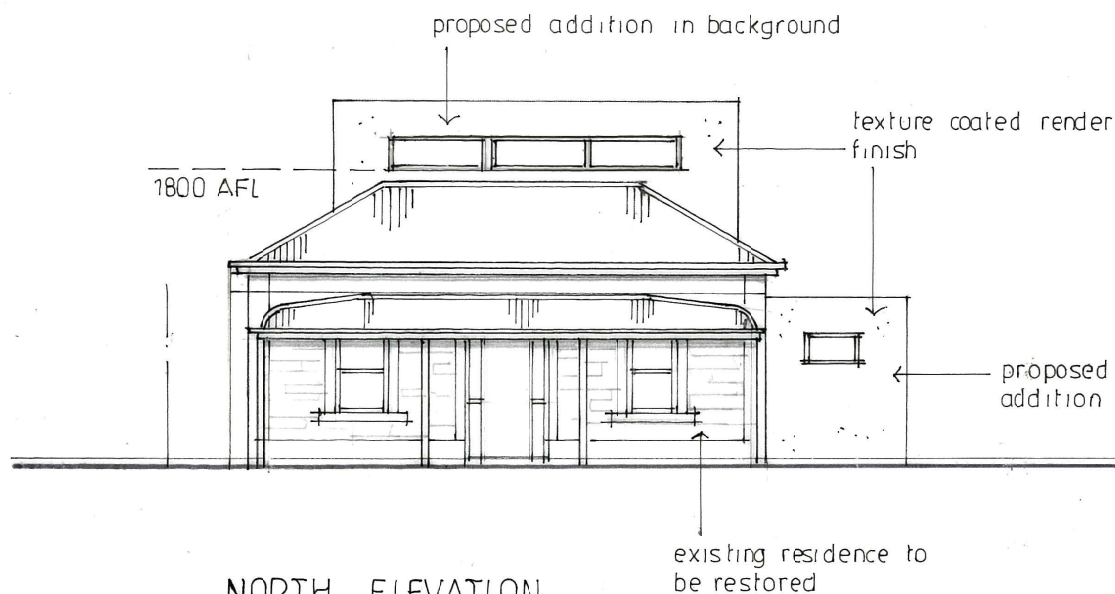 proposed addition in background
texture coated render
finish
1800 AFL
proposed
addition
existing residence to
be restored
NORTH ELEVATION